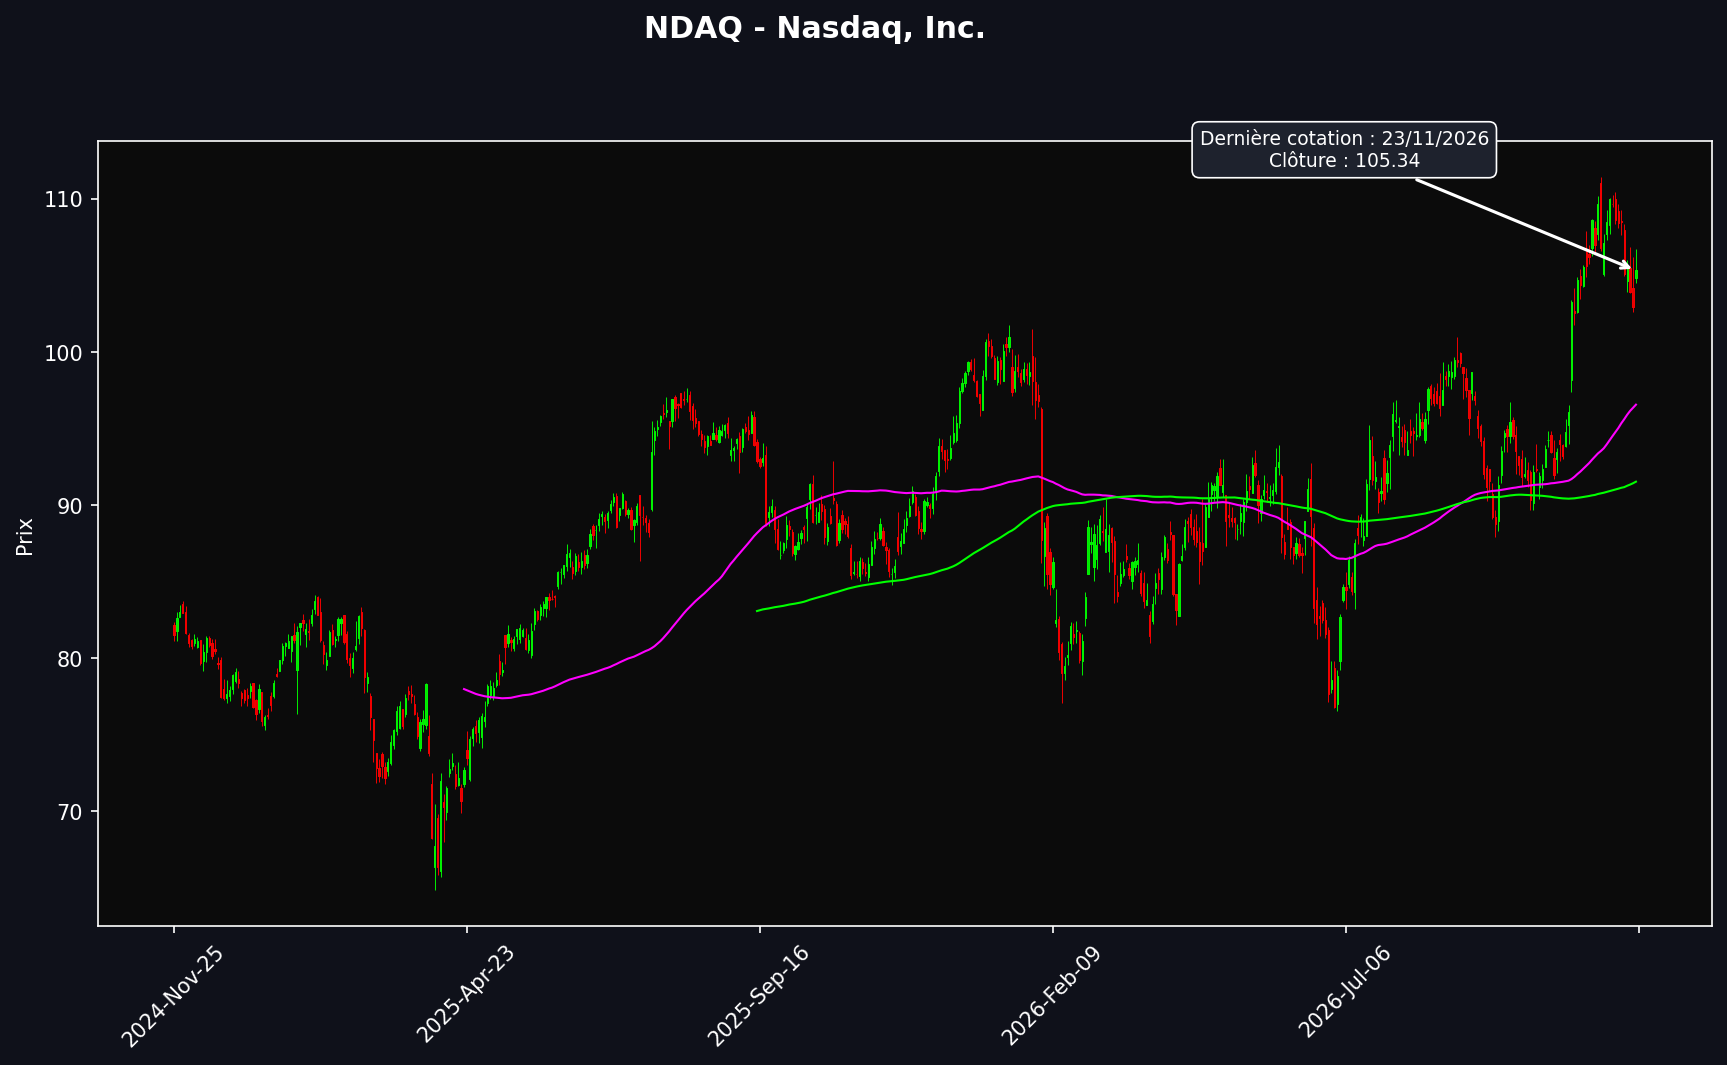 NDAQ - Nasdaq, Inc.
Dernière cotation : 23/11/2026
Clôture : 105.34
110
100
90
80
70
Prix
2024-Nov-25
2025-Apr-23
2025-Sep-16
2026-Feb-09
2026-Jul-06